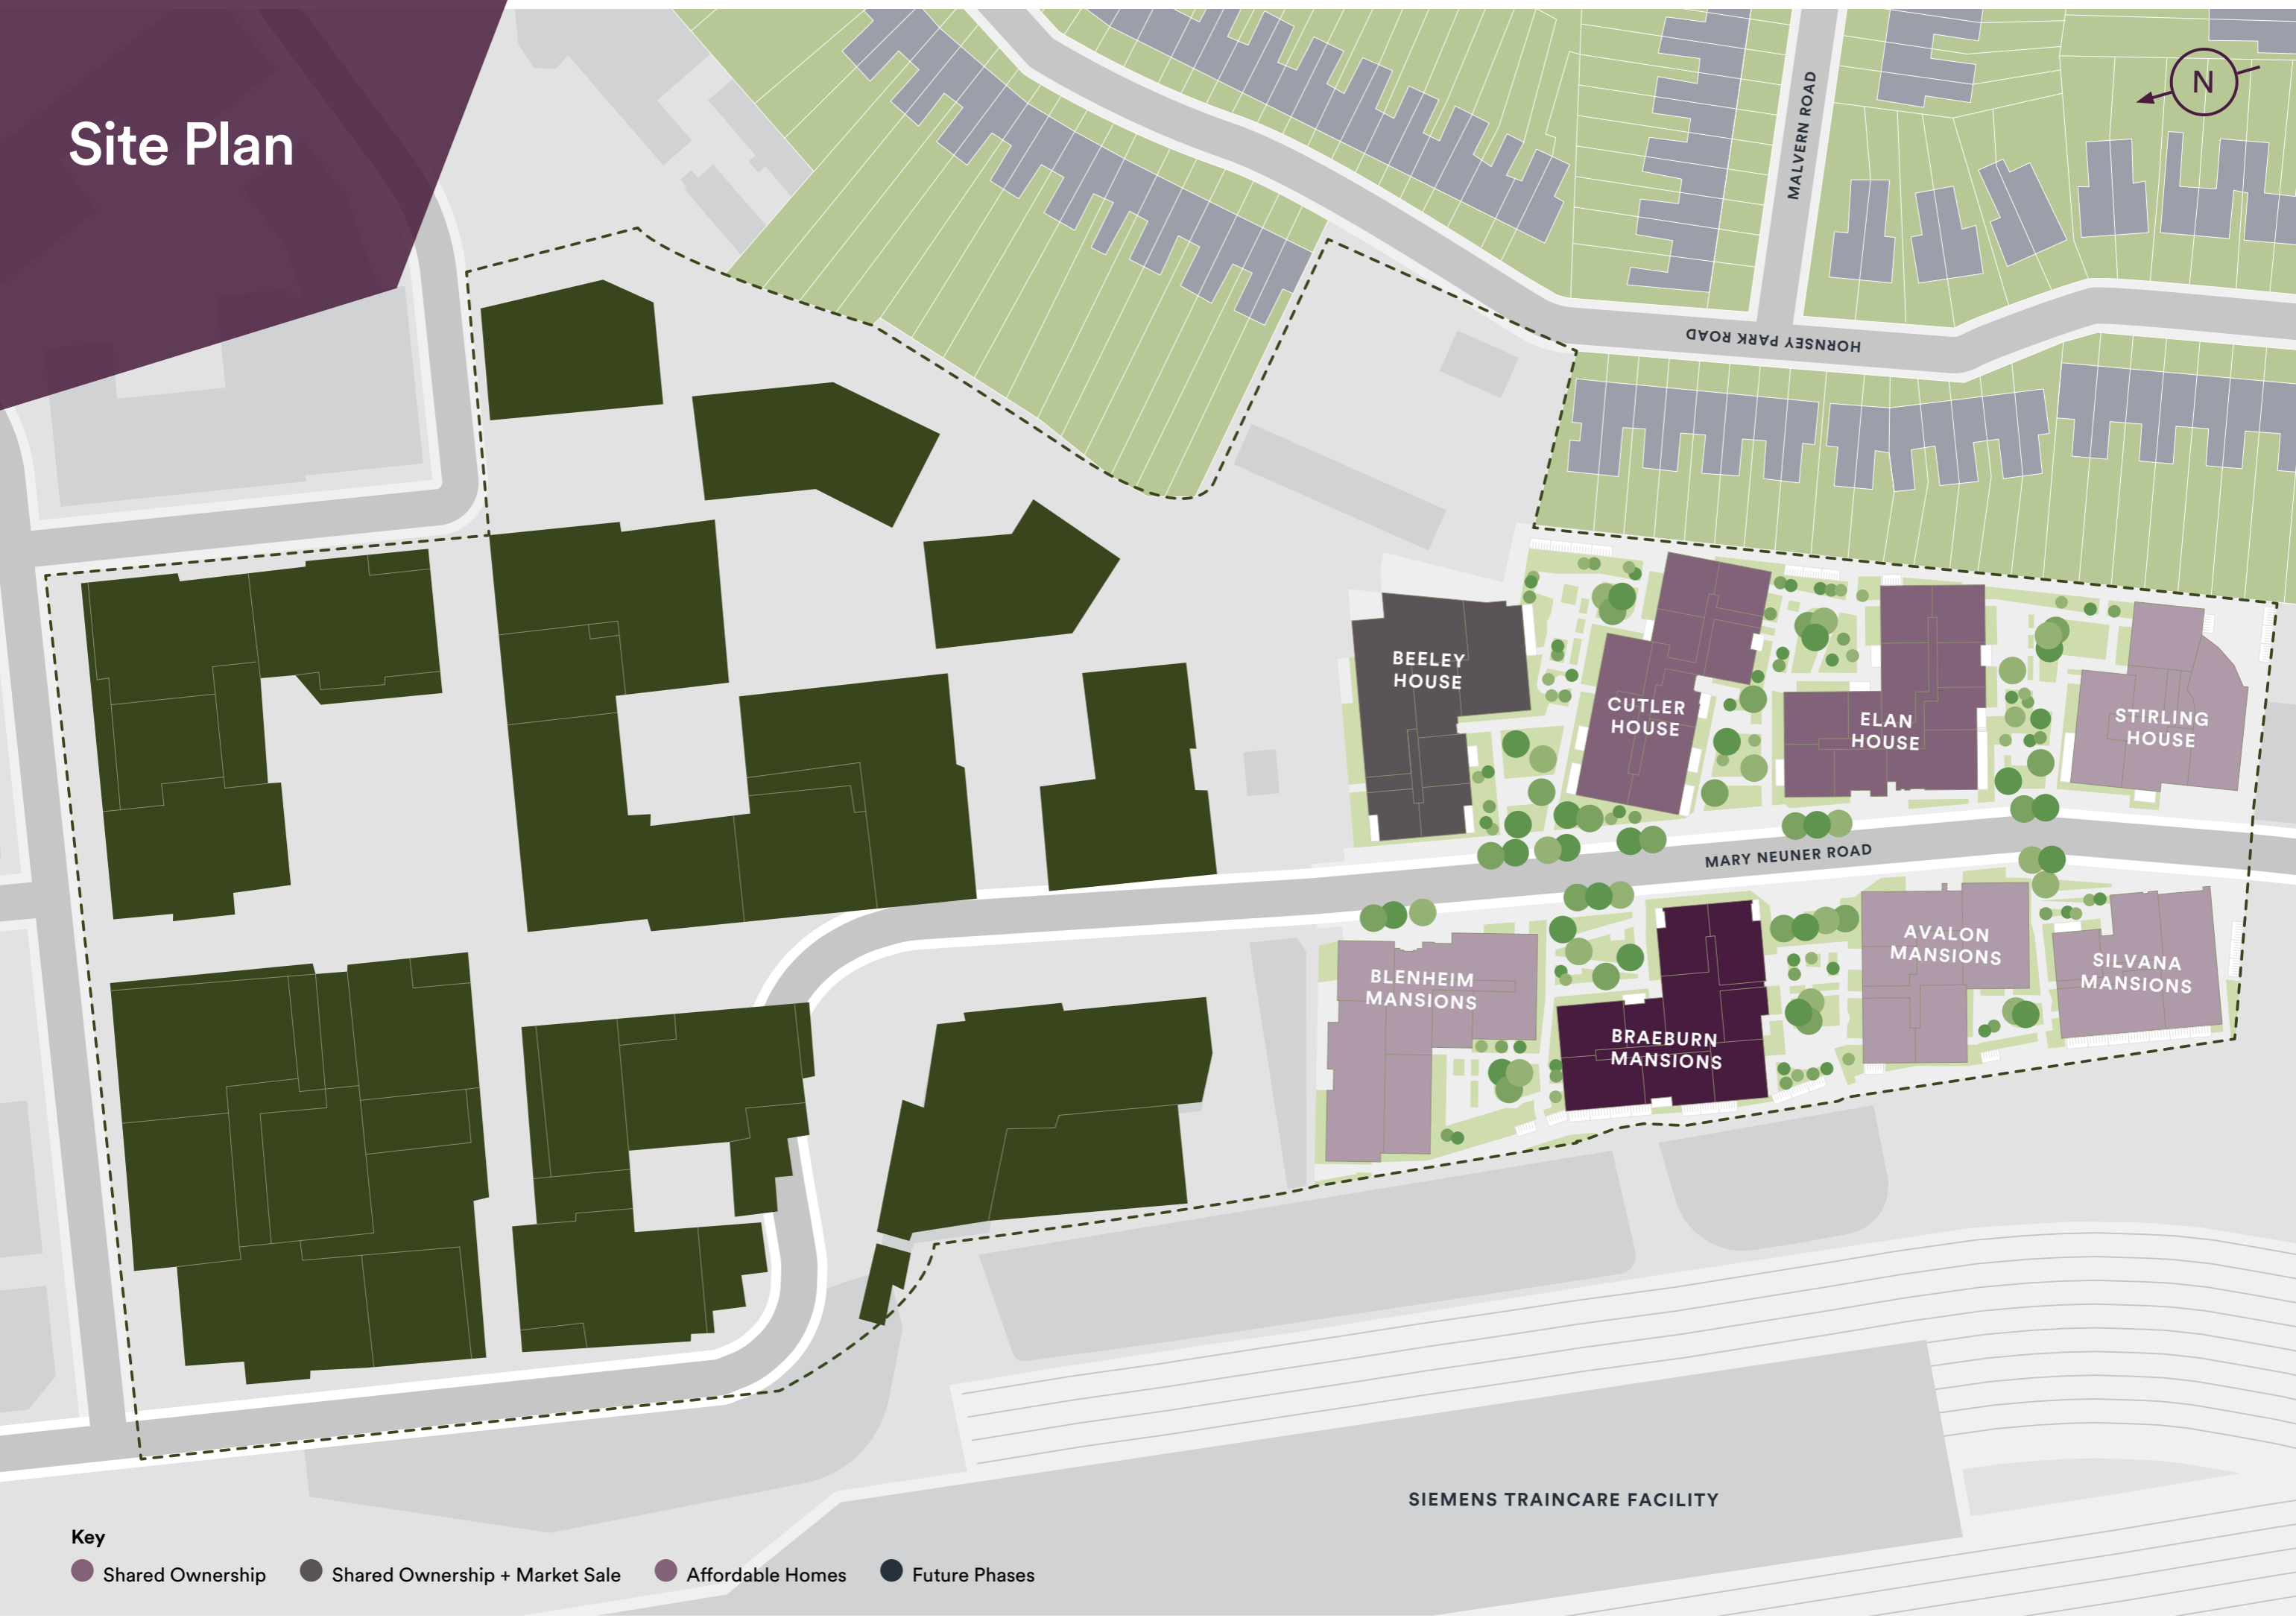 Site Plan
N
MALVERN ROAD
HORNSEY PARK ROAD
BEELEY
HOUSE
CUTLER
HOUSE
ELAN
HOUSE
STIRLING
HOUSE
MARY NEUNER ROAD
BLENHEIM
MANSIONS
BRAEBURN
MANSIONS
AVALON
MANSIONS
SILVANA
MANSIONS
SIEMENS TRAINCARE FACILITY
Key
Shared Ownership
Shared Ownership + Market Sale
Affordable Homes
Future Phases